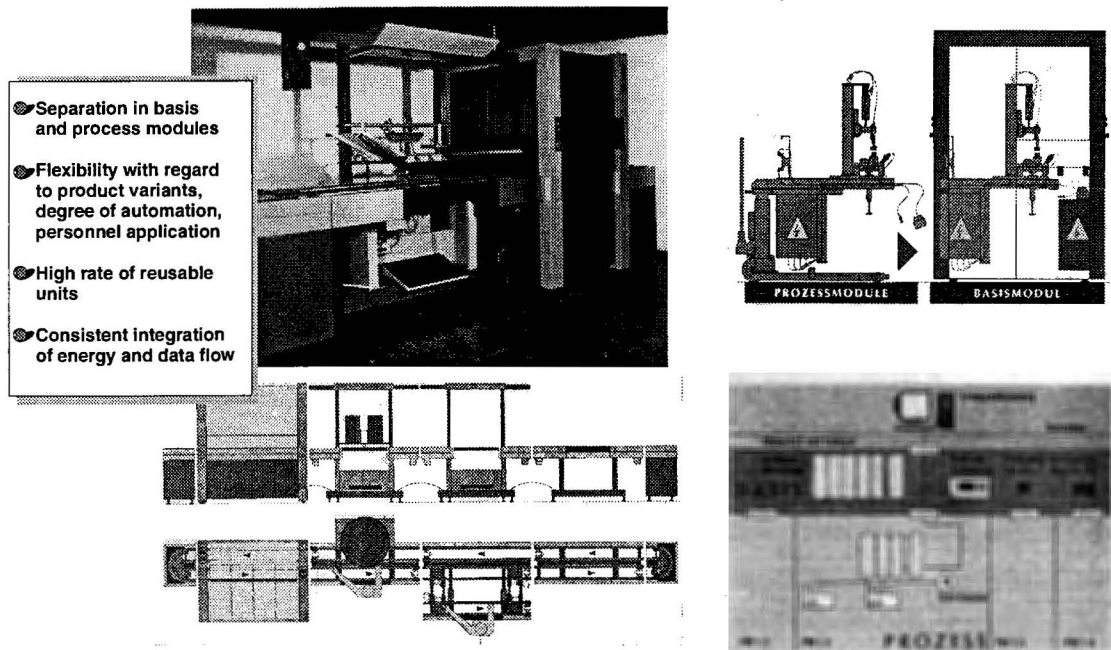 Separation in basis
and process modules
Flexibility with regard
to product variants,
degree of automation,
personnel application
High rate of reusable
units
Consistent integration
of energy and data flow
PROZESSMODULE
BASISMODUL
BASIS
PROZESS